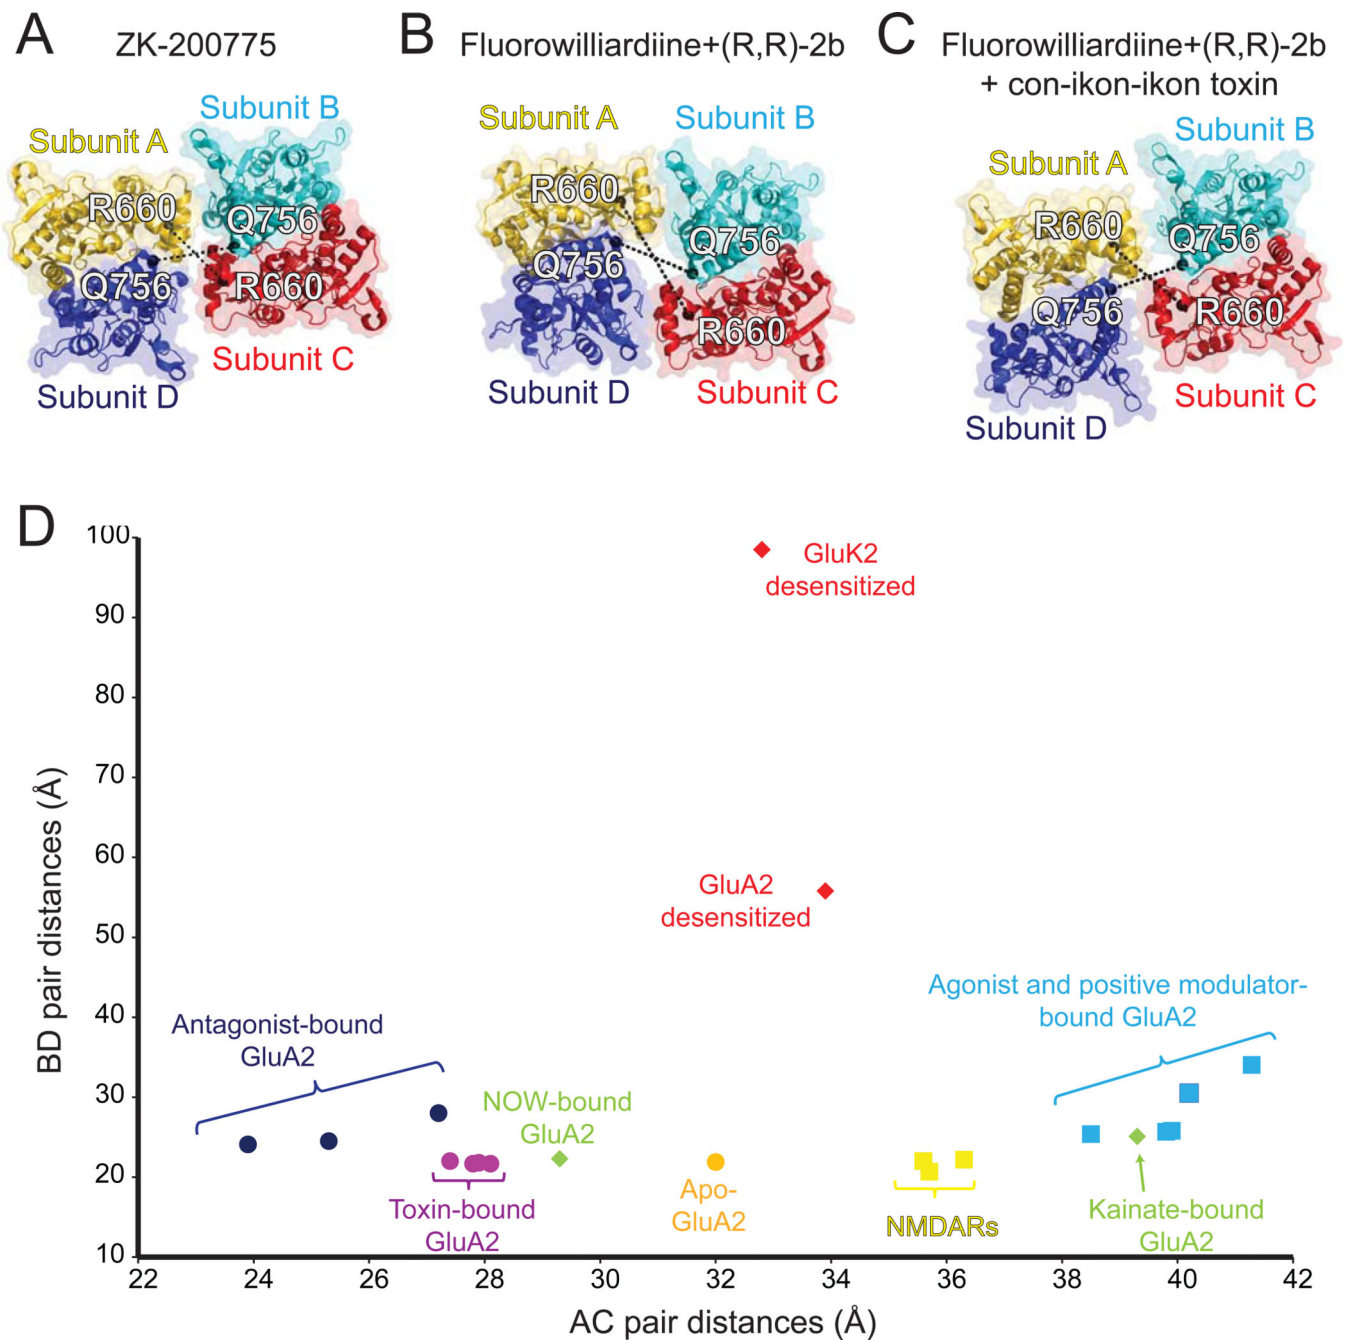 A
ZK-200775
Subunit A
Subunit B
R660
Q756
Q756
R660
Subunit C
Subunit D
B
Fluorowilliardiine+(R,R)-2b
Subunit A
Subunit B
R660
Q756
Q756
R660
Subunit D
Subunit C
C
Fluorowilliardiine+(R,R)-2b
+ con-ikon-ikon toxin
Subunit B
Subunit A
R660
Q756
Q756
R660
Subunit C
Subunit D
D
100
90
80
70
60
50
40
30
20
10
BD pair distances (Å)
GluK2
desensitized
GluA2
desensitized
Agonist and positive modulator-
bound GluA2
Antagonist-bound
GluA2
NOW-bound
GluA2
Toxin-bound
GluA2
Apo-
GluA2
NMDARs
Kainate-bound
GluA2
22
24
26
28
30
32
34
36
38
40
42
AC pair distances (Å)